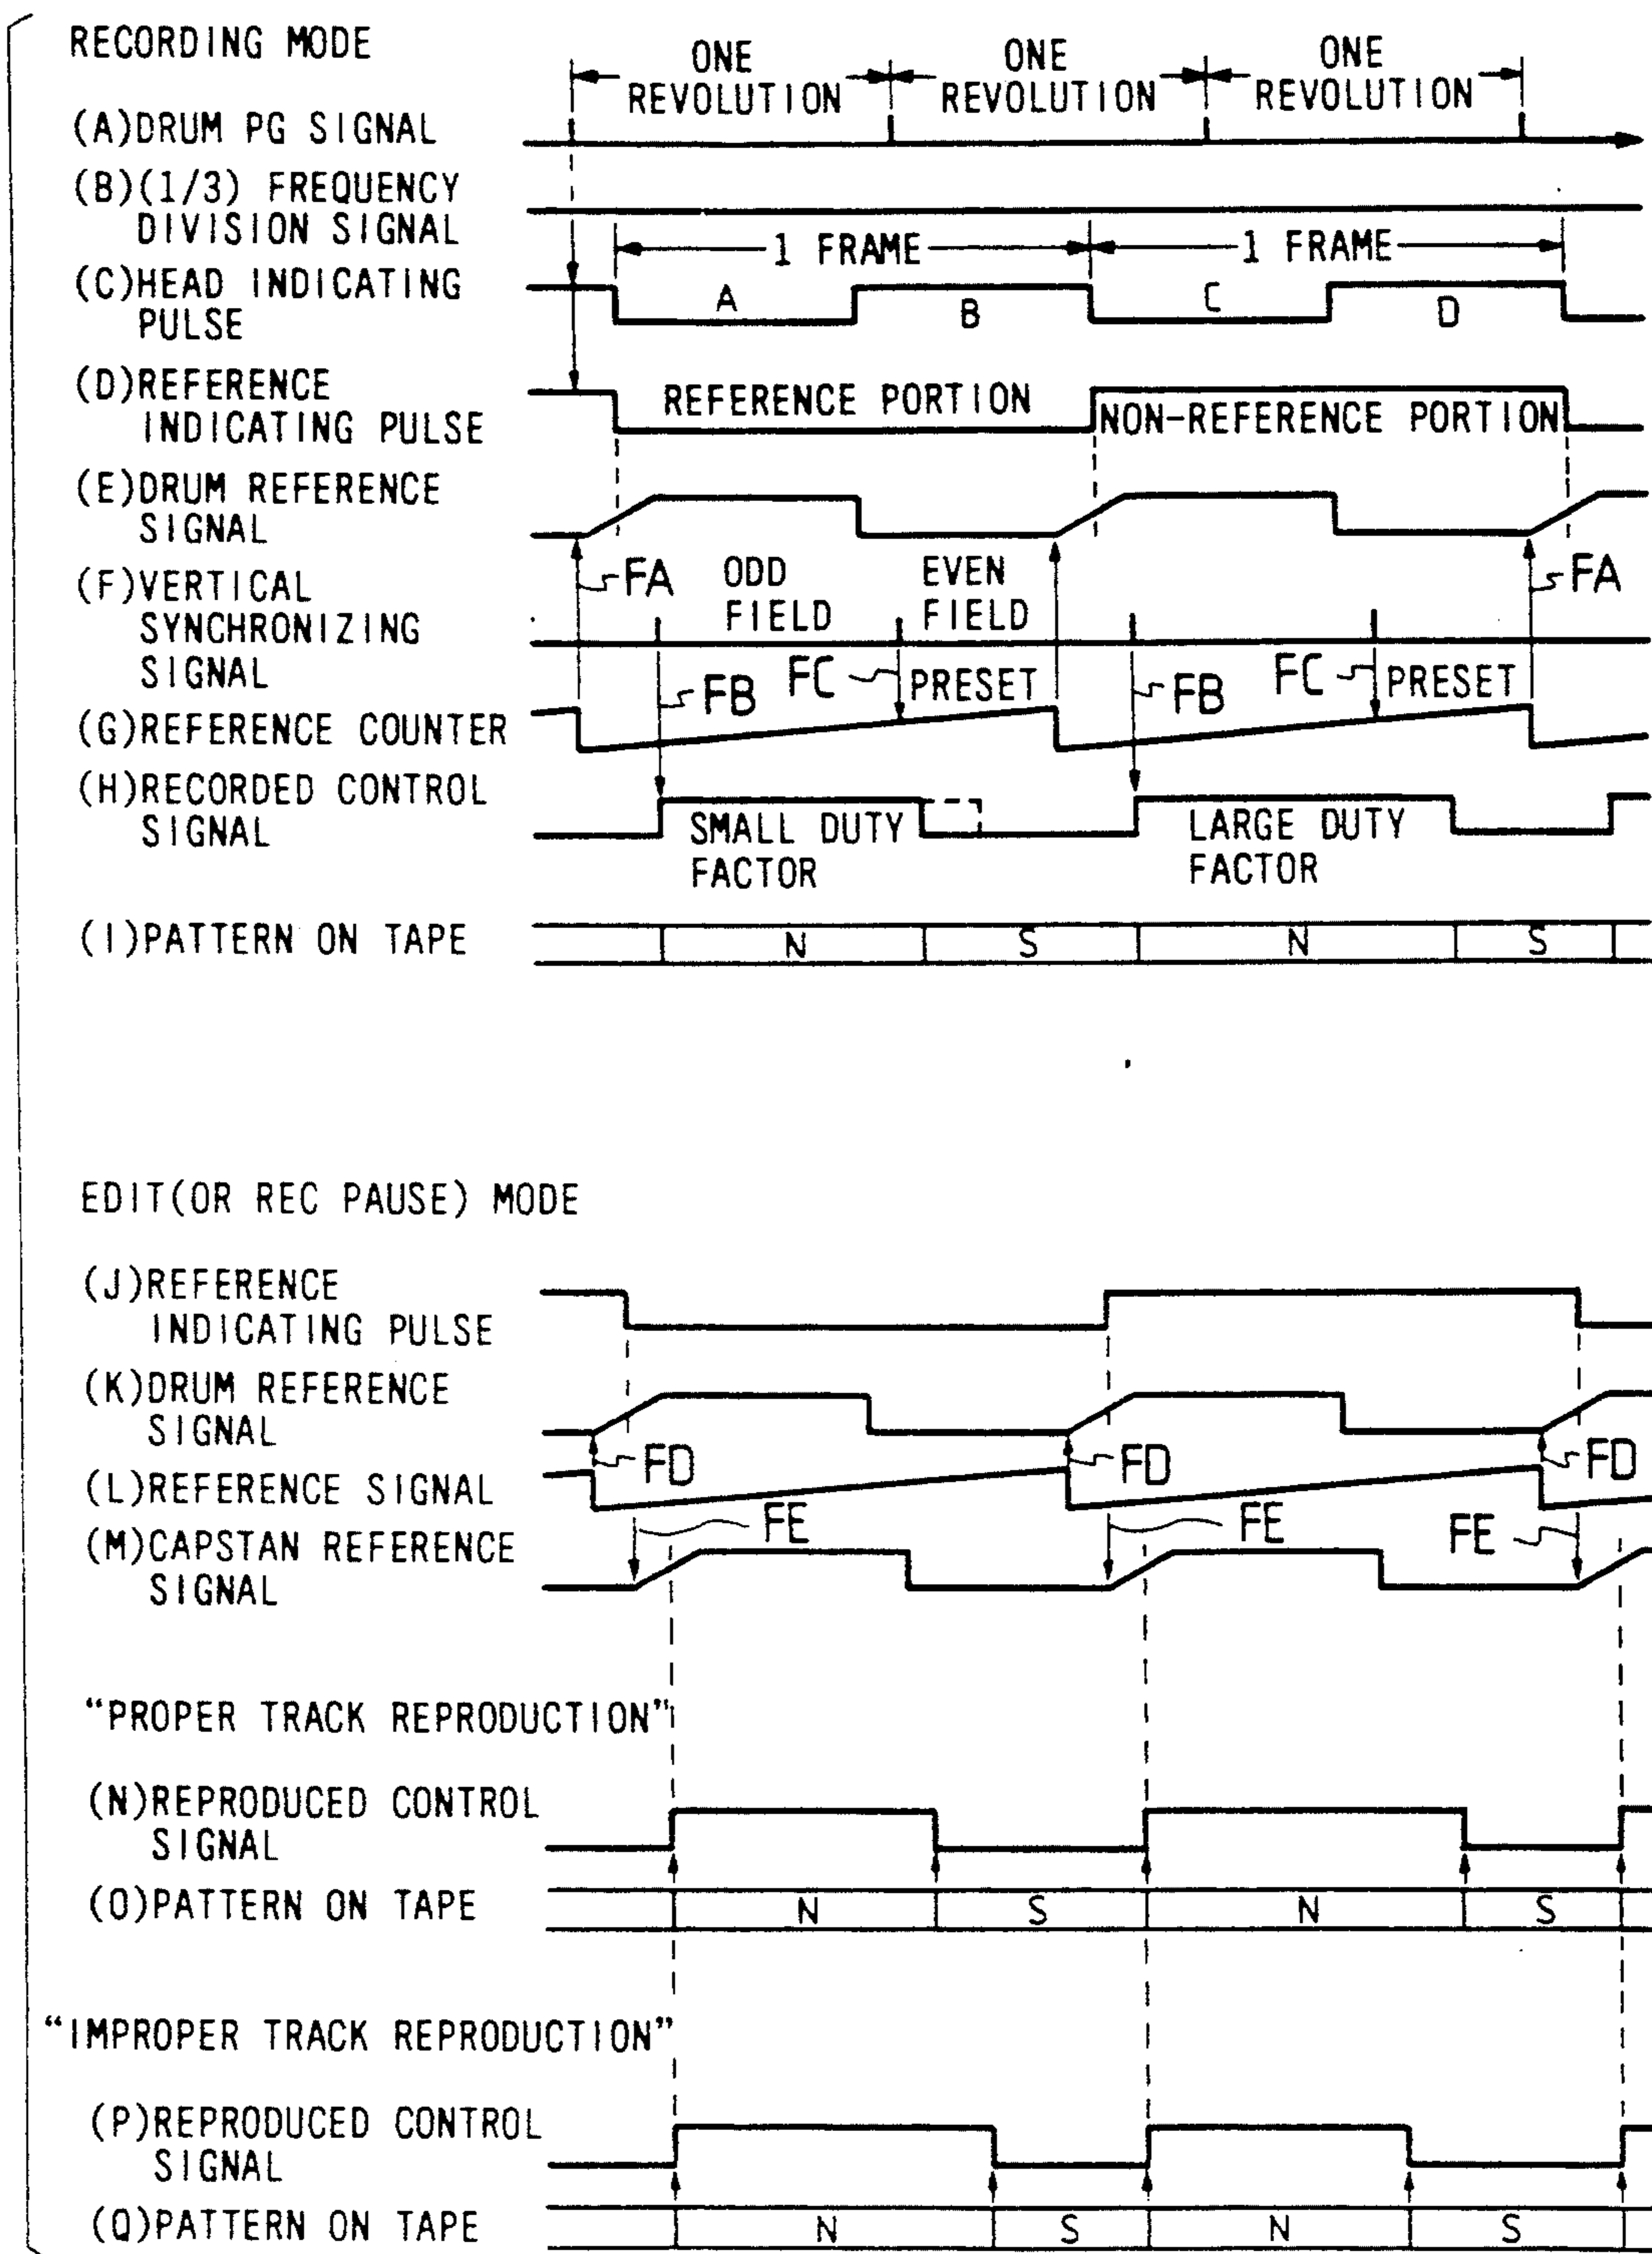 RECORDING MODE
ONE REVOLUTION
ONE REVOLUTION
ONE REVOLUTION
(A)DRUM PG SIGNAL
(B)(1/3) FREQUENCY
DIVISION SIGNAL
1 FRAME
1 FRAME
(C)HEAD INDICATING
PULSE
A
B
C
D
(D)REFERENCE
INDICATING PULSE
REFERENCE PORTION
NON-REFERENCE PORTION
(E)DRUM REFERENCE
SIGNAL
FA
ODD
FIELD
EVEN
FIELD
FA
(F)VERTICAL
SYNCHRONIZING
SIGNAL
FB
FC
PRESET
FB
FC
PRESET
(G)REFERENCE COUNTER
(H)RECORDED CONTROL
SIGNAL
SMALL DUTY
FACTOR
LARGE DUTY
FACTOR
(I)PATTERN ON TAPE
N
S
N
S
EDIT(OR REC PAUSE) MODE
(J)REFERENCE
INDICATING PULSE
(K)DRUM REFERENCE
SIGNAL
FD
FD
FD
(L)REFERENCE SIGNAL
FE
FE
FE
(M)CAPSTAN REFERENCE
SIGNAL
“PROPER TRACK REPRODUCTION”
(N)REPRODUCED CONTROL
SIGNAL
(O)PATTERN ON TAPE
N
S
N
S
“IMPROPER TRACK REPRODUCTION”
(P)REPRODUCED CONTROL
SIGNAL
(Q)PATTERN ON TAPE
N
S
N
S